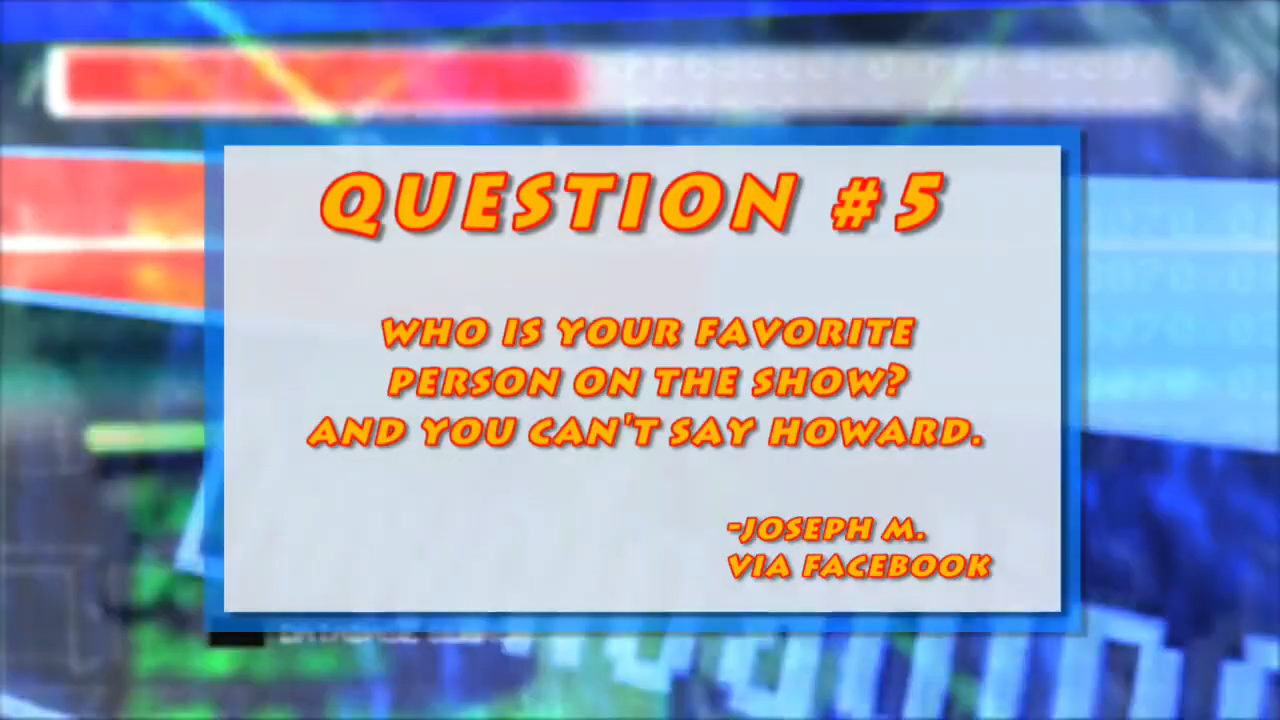 QUESTION #5
WHO IS YOUR FAVORITE
PERSON ON THE SHOW?
AND YOU CAN'T SAY HOWARD.
-JOSEPH M.
VIA FACEBOOK